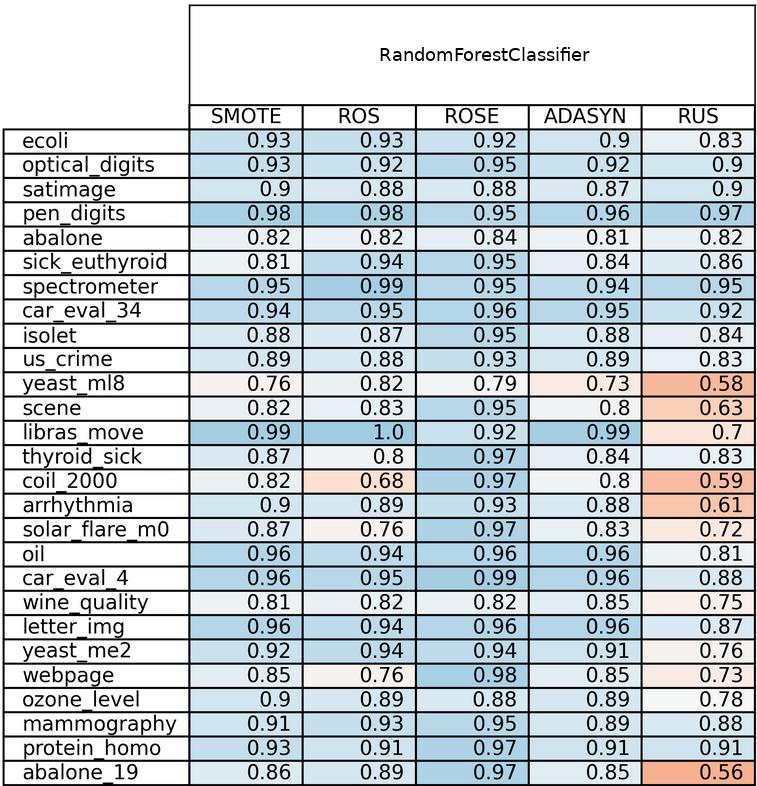 RandomForestClassifier
SMOTE ROS ROSE ADASYN RUS
ecoli 0.93 0.93 0.92 0.9 0.83
optical_digits 0.93 0.92 0.95 0.92 0.9
satimage 0.9 0.88 0.88 0.87 0.9
pen_digits 0.98 0.98 0.95 0.96 0.97
abalone 0.82 0.82 0.84 0.81 0.82
sick_euthyroid 0.81 0.94 0.95 0.84 0.86
spectrometer 0.95 0.99 0.95 0.94 0.95
car_eval_34 0.94 0.95 0.96 0.95 0.92
isolet 0.88 0.87 0.95 0.88 0.84
us_crime 0.89 0.88 0.93 0.89 0.83
yeast_ml8 0.76 0.82 0.79 0.73 0.58
scene 0.82 0.83 0.95 0.8 0.63
libras_move 0.99 1.0 0.92 0.99 0.7
thyroid_sick 0.87 0.8 0.97 0.84 0.83
coil_2000 0.82 0.68 0.97 0.8 0.59
arrhythmia 0.9 0.89 0.93 0.88 0.61
solar_flare_m0 0.87 0.76 0.97 0.83 0.72
oil 0.96 0.94 0.96 0.96 0.81
car_eval_4 0.96 0.95 0.99 0.96 0.88
wine_quality 0.81 0.82 0.82 0.85 0.75
letter_img 0.96 0.94 0.96 0.96 0.87
yeast_me2 0.92 0.94 0.94 0.91 0.76
webpage 0.85 0.76 0.98 0.85 0.73
ozone_level 0.9 0.89 0.88 0.89 0.78
mammography 0.91 0.93 0.95 0.89 0.88
protein_homo 0.93 0.91 0.97 0.91 0.91
abalone_19 0.86 0.89 0.97 0.85 0.56